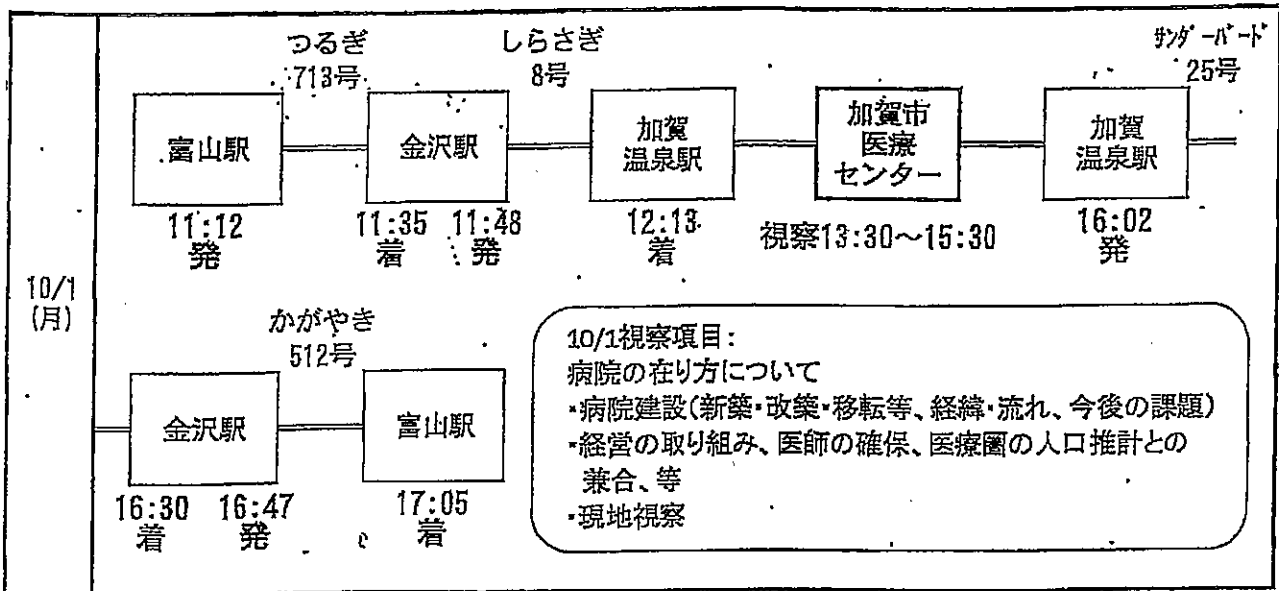 10/1
(月)
つるぎ
713号
しらさぎ
8号
サンダーバード
25号
富山駅
金沢駅
加賀
温泉駅
加賀市
医療
センター
加賀
温泉駅
11:12
発
11:35
着
11:48
発
12:13
着
視察13:30～15:30
16:02
発
かがやき
512号
金沢駅
富山駅
16:30
着
16:47
発
17:05
着
10/1視察項目:
病院の在り方について
・病院建設(新築・改築・移転等、経緯・流れ、今後の課題)
・経営の取り組み、医師の確保、医療圏の人口推計との
兼合、等
・現地視察